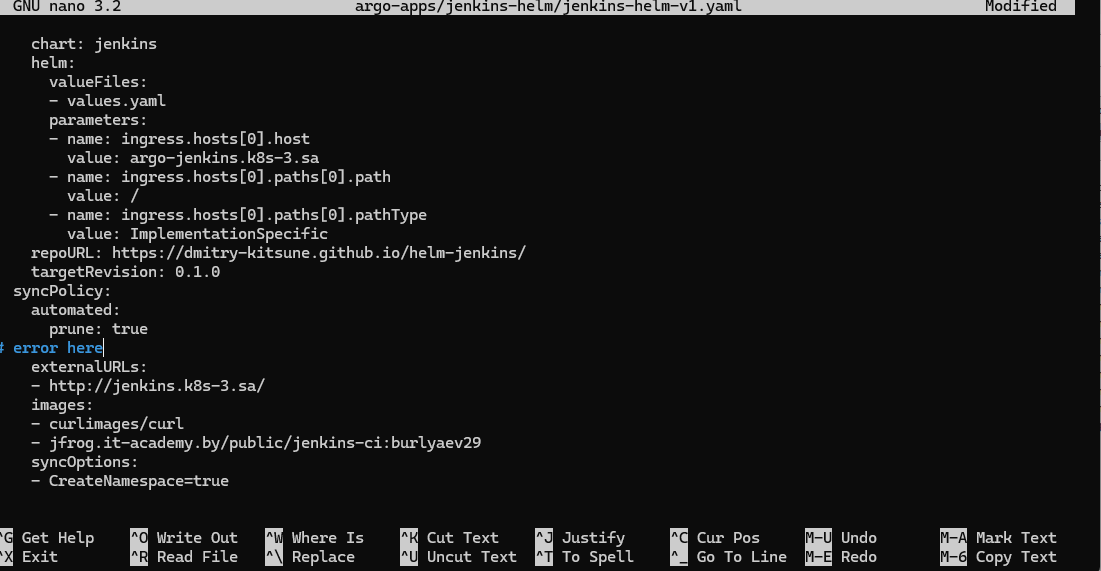 GNU nano 3.2 argo-apps/jenkins-helm/jenkins-helm-v1.yaml Modified
chart: jenkins
helm:
valueFiles:
- values.yaml
parameters:
- name: ingress.hosts[0].host
value: argo-jenkins.k8s-3.sa
- name: ingress.hosts[0].paths[0].path
value: /
- name: ingress.hosts[0].paths[0].pathType
value: ImplementationSpecific
repoURL: https://dmitry-kitsune.github.io/helm-jenkins/
targetRevision: 0.1.0
syncPolicy:
automated:
prune: true
# error here
externalURLs:
- http://jenkins.k8s-3.sa/
images:
- curlimages/curl
- jfrog.it-academy.by/public/jenkins-ci:burlyaev29
syncOptions:
- CreateNamespace=true
^G Get Help ^O Write Out ^W Where Is ^K Cut Text ^J Justify ^C Cur Pos M-U Undo M-A Mark Text
^X Exit ^R Read File ^\ Replace ^U Uncut Text ^T To Spell ^_ Go To Line M-E Redo M-6 Copy Text